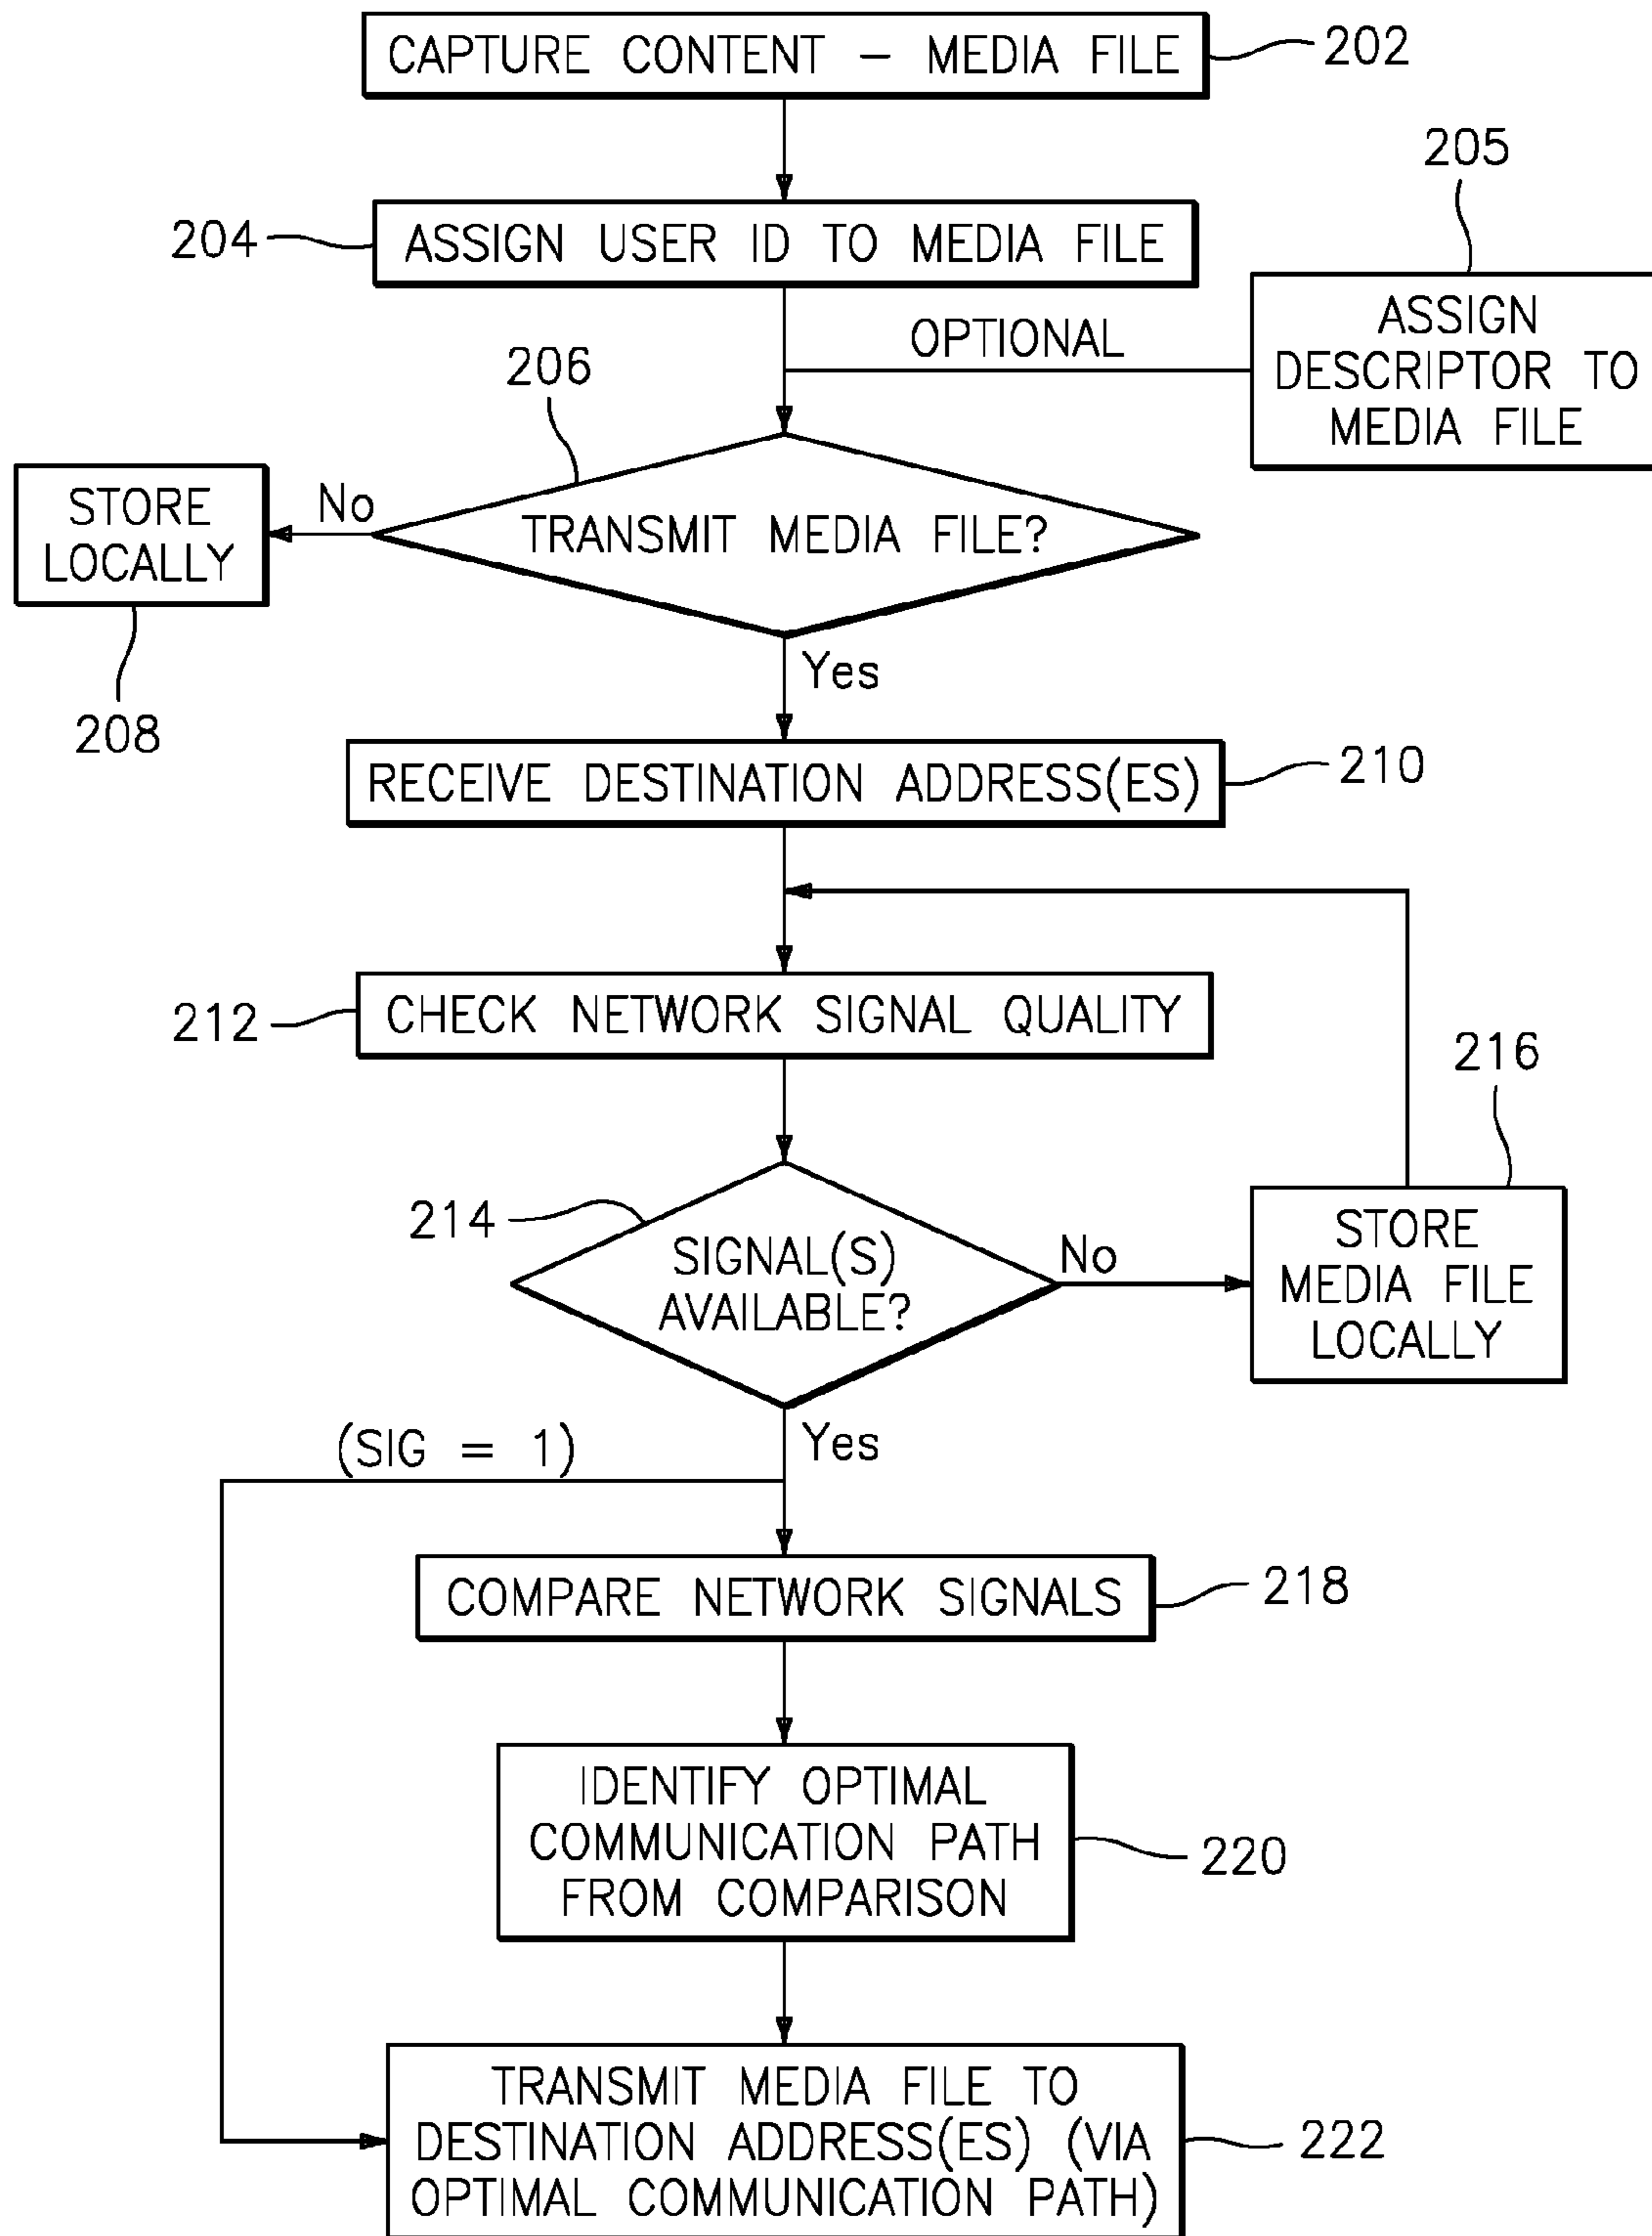 CAPTURE CONTENT – MEDIA FILE
202
205
204
ASSIGN USER ID TO MEDIA FILE
OPTIONAL
ASSIGN
DESCRIPTOR TO
MEDIA FILE
206
STORE
LOCALLY
No
TRANSMIT MEDIA FILE?
208
Yes
RECEIVE DESTINATION ADDRESS(ES)
210
212
CHECK NETWORK SIGNAL QUALITY
216
214
SIGNAL(S)
AVAILABLE?
No
STORE
MEDIA FILE
LOCALLY
(SIG = 1)
Yes
COMPARE NETWORK SIGNALS
218
IDENTIFY OPTIMAL
COMMUNICATION PATH
FROM COMPARISON
220
TRANSMIT MEDIA FILE TO
DESTINATION ADDRESS(ES) (VIA
OPTIMAL COMMUNICATION PATH)
222